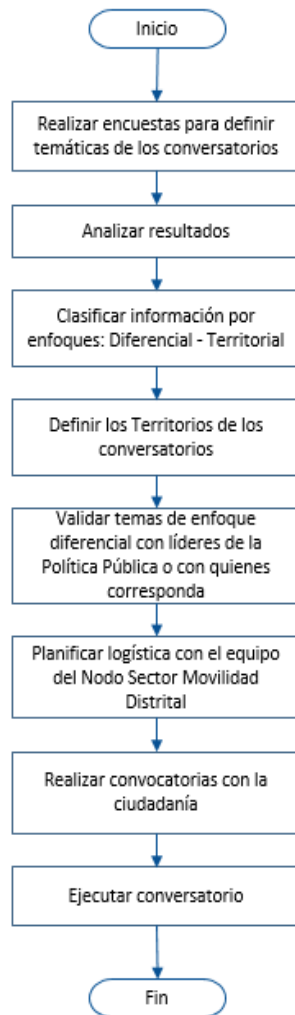 Inicio
Realizar encuestas para definir
temáticas de los conversatorios
Analizar resultados
Clasificar información por
enfoques: Diferencial - Territorial
Definir los Territorios de los
conversatorios
Validar temas de enfoque
diferencial con líderes de la
Política Pública o con quienes
corresponda
Planificar logística con el equipo
del Nodo Sector Movilidad
Distrital
Realizar convocatorias con la
ciudadanía
Ejecutar conversatorio
Fin